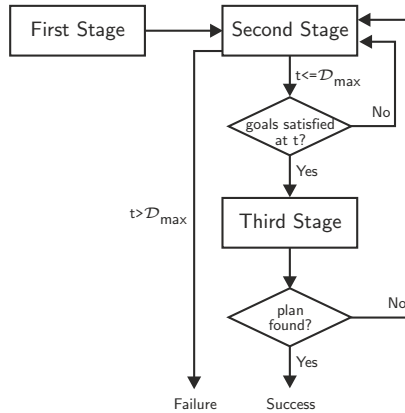 First Stage
Second Stage
t<=𝒟max
No
goals satisfied
at t?
Yes
t>𝒟max
Third Stage
No
plan
found?
Yes
Failure
Success